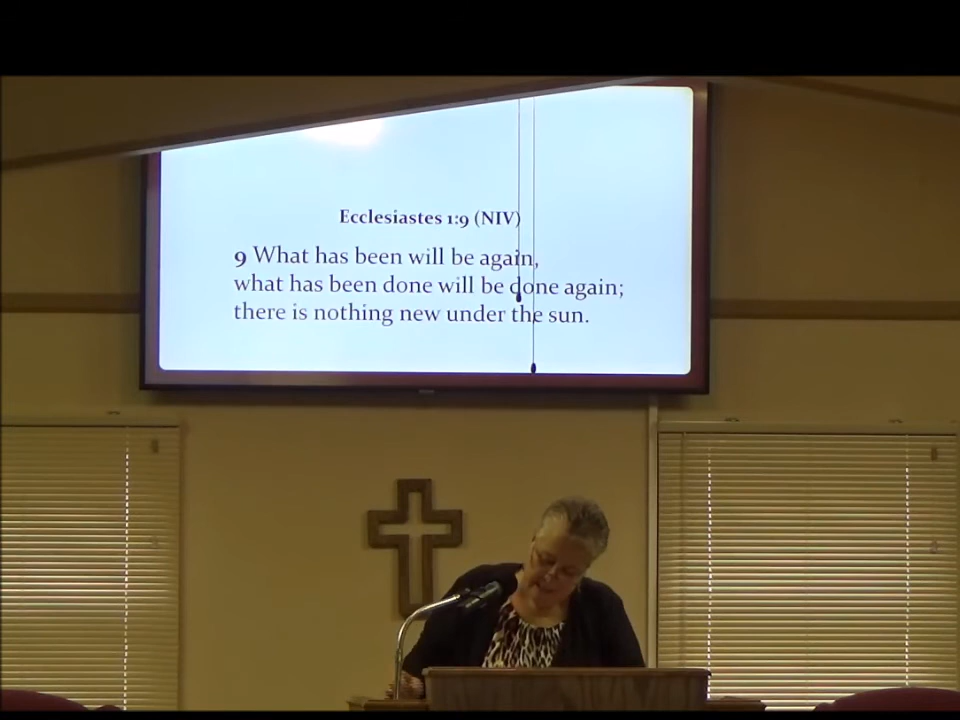 Ecclesiastes 1:9 (NIV)
9 What has been will be again,
what has been done will be done again;
there is nothing new under the sun.